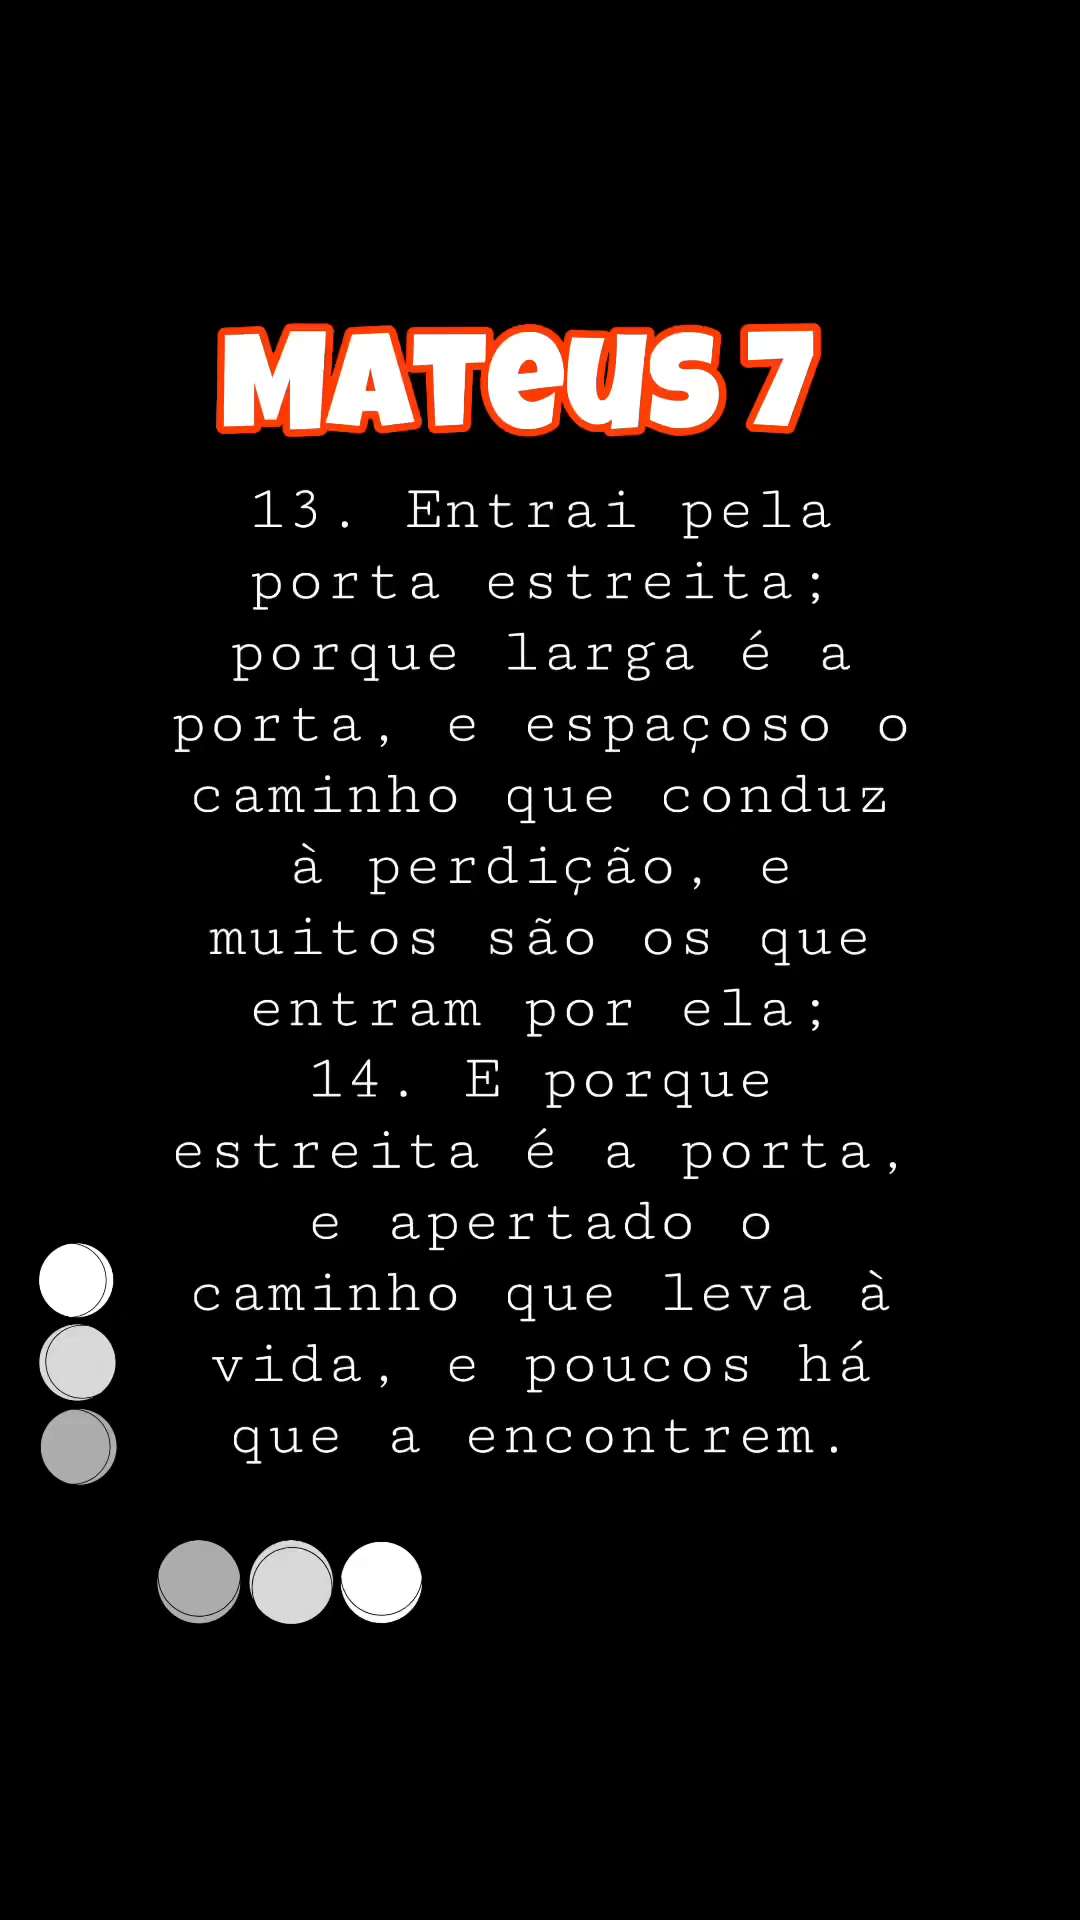 Mateus 7
13. Entrai pela
porta estreita;
porque larga é a
porta, e espaçoso o
caminho que conduz
à perdição, e
muitos são os que
entram por ela;
14. E porque
estreita é a porta,
e apertado o
caminho que leva à
vida, e poucos há
que a encontrem.